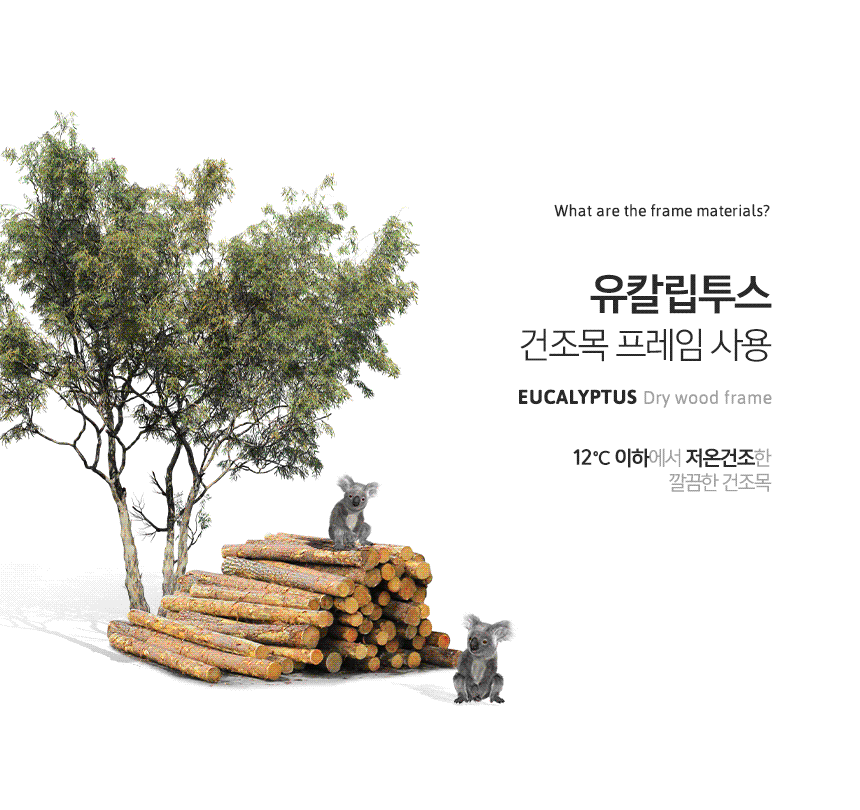 What are the frame materials?
유칼립투스
건조목 프레임 사용
EUCALYPTUS Dry wood frame
12℃ 이하에서 저온건조한
깔끔한 건조목